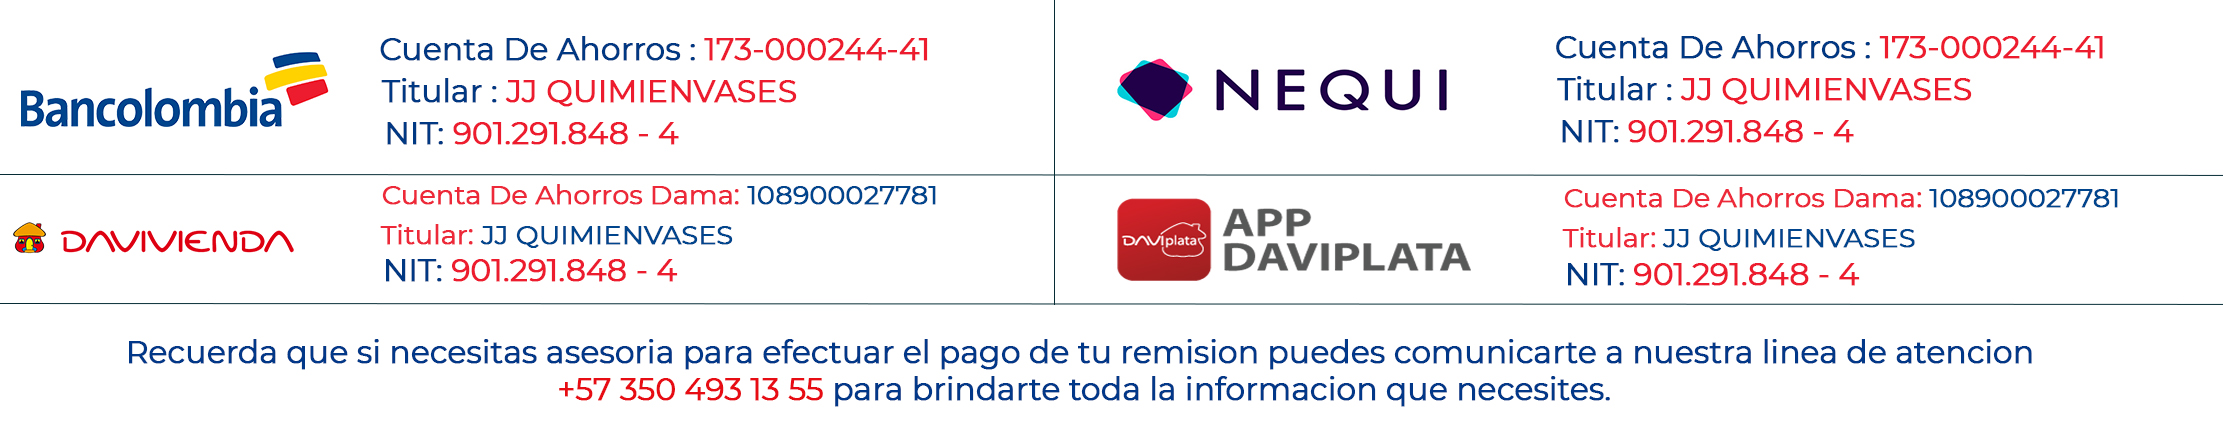 Bancolombia
Cuenta De Ahorros : 173-000244-41
Titular : JJ QUIMIENVASES
NIT: 901.291.848 - 4
NEQUI
Cuenta De Ahorros : 173-000244-41
Titular : JJ QUIMIENVASES
NIT: 901.291.848 - 4
DAVIVIENDA
Cuenta De Ahorros Dama: 108900027781
Titular: JJ QUIMIENVASES
NIT: 901.291.848 - 4
DAVIplata
APP
DAVIPLATA
Cuenta De Ahorros Dama: 108900027781
Titular: JJ QUIMIENVASES
NIT: 901.291.848 - 4
Recuerda que si necesitas asesoria para efectuar el pago de tu remision puedes comunicarte a nuestra linea de atencion
+57 350 493 13 55 para brindarte toda la informacion que necesites.